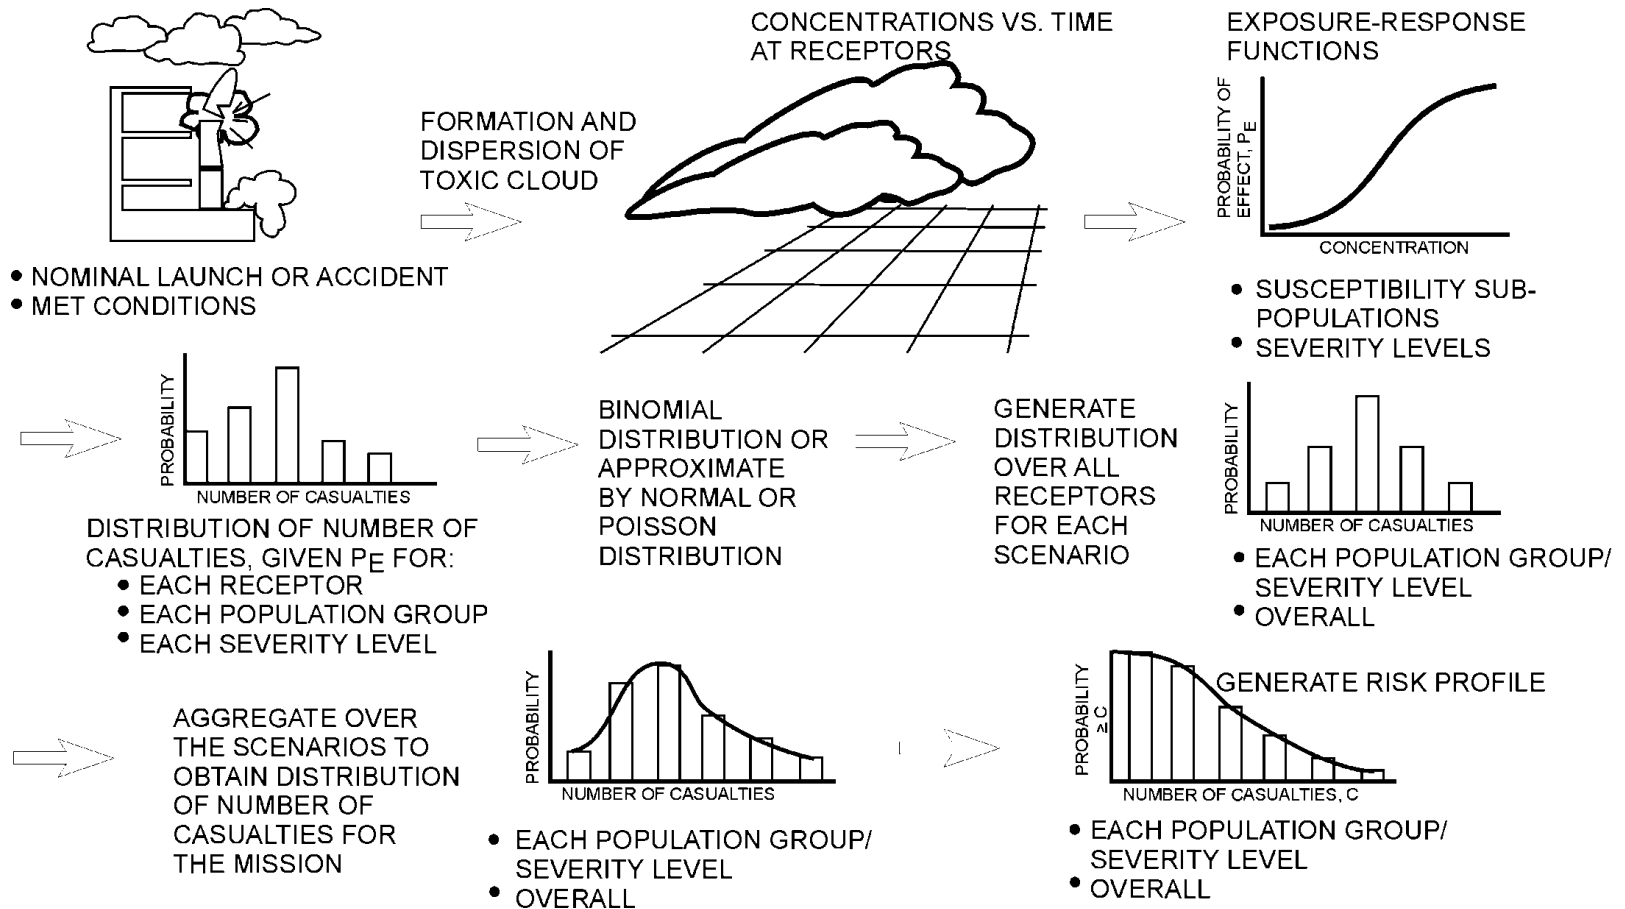 CONCENTRATIONS VS. TIME
AT RECEPTORS
EXPOSURE-RESPONSE
FUNCTIONS
FORMATION AND
DISPERSION OF
TOXIC CLOUD
PROBABILITY OF
EFFECT, PE
CONCENTRATION
• NOMINAL LAUNCH OR ACCIDENT
• MET CONDITIONS
• SUSCEPTIBILITY SUB-
POPULATIONS
• SEVERITY LEVELS
PROBABILITY
NUMBER OF CASUALTIES
DISTRIBUTION OF NUMBER OF
CASUALTIES, GIVEN PE FOR:
• EACH RECEPTOR
• EACH POPULATION GROUP
• EACH SEVERITY LEVEL
BINOMIAL
DISTRIBUTION OR
APPROXIMATE
BY NORMAL OR
POISSON
DISTRIBUTION
GENERATE
DISTRIBUTION
OVER ALL
RECEPTORS
FOR EACH
SCENARIO
PROBABILITY
NUMBER OF CASUALTIES
• EACH POPULATION GROUP/
SEVERITY LEVEL
• OVERALL
AGGREGATE OVER
THE SCENARIOS TO
OBTAIN DISTRIBUTION
OF NUMBER OF
CASUALTIES FOR
THE MISSION
PROBABILITY
NUMBER OF CASUALTIES
• EACH POPULATION GROUP/
SEVERITY LEVEL
• OVERALL
GENERATE RISK PROFILE
PROBABILITY
≥ C
NUMBER OF CASUALTIES, C
• EACH POPULATION GROUP/
SEVERITY LEVEL
• OVERALL